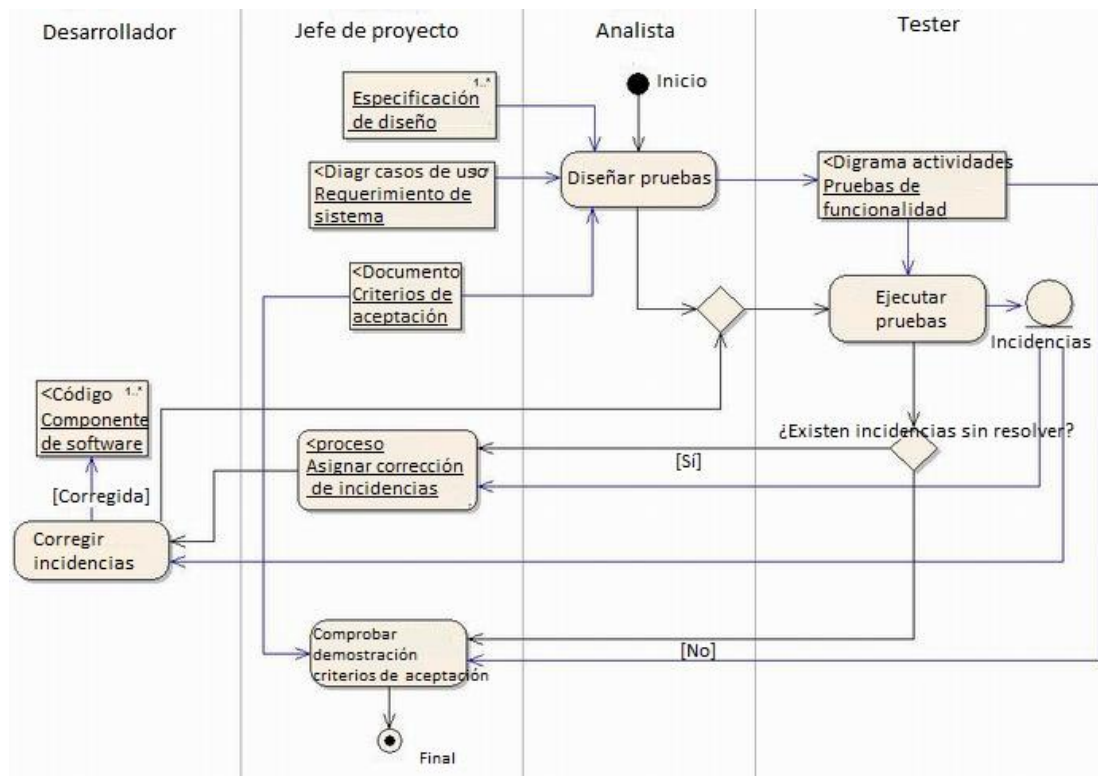 Desarrollador
Jefe de proyecto
Analista
Tester
Inicio
1..*
Especificación
de diseño
<Diagr casos de uso
Requerimiento de
sistema
Diseñar pruebas
<Digrama actividades
Pruebas de
funcionalidad
<Documento
Criterios de
aceptación
Ejecutar
pruebas
Incidencias
<Código 1..*
Componente
de software
¿Existen incidencias sin resolver?
<proceso
Asignar corrección
de incidencias
[Sí]
[Corregida]
Corregir
incidencias
Comprobar
demostración
criterios de aceptación
[No]
Final